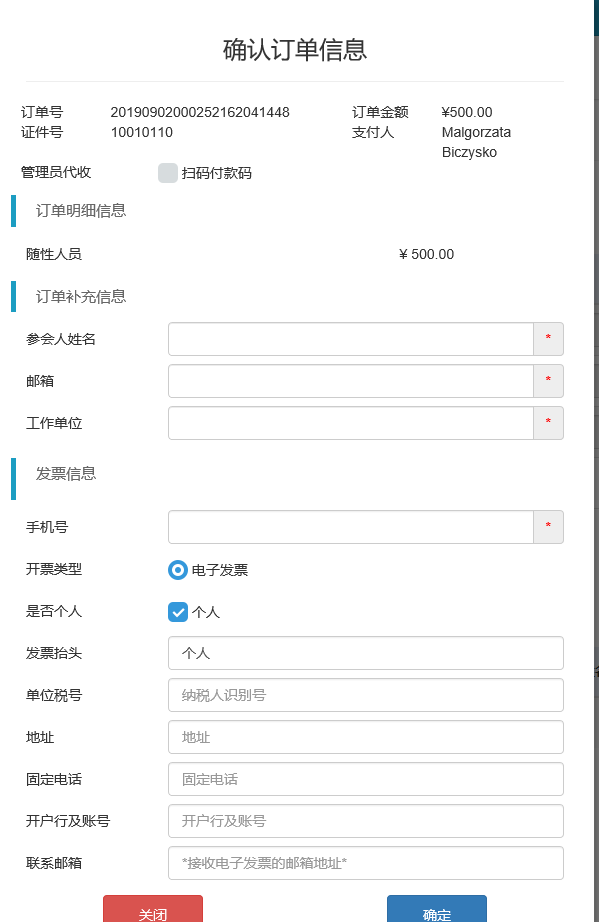 确认订单信息
订单号 20190902000252162041448 订单金额 ¥500.00
证件号 10010110 支付人 Malgorzata
Biczysko
管理员代收 扫码付款码
订单明细信息
随性人员 ¥ 500.00
订单补充信息
参会人姓名 *
邮箱 *
工作单位 *
发票信息
手机号 *
开票类型 电子发票
是否个人 个人
发票抬头 个人
单位税号 纳税人识别号
地址 地址
固定电话 固定电话
开户行及账号 开户行及账号
联系邮箱 *接收电子发票的邮箱地址*
关闭 确定